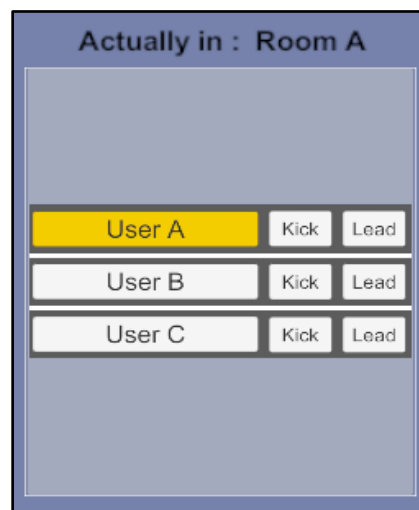 Actually in :  Room A
User A Kick Lead
User B Kick Lead
User C Kick Lead